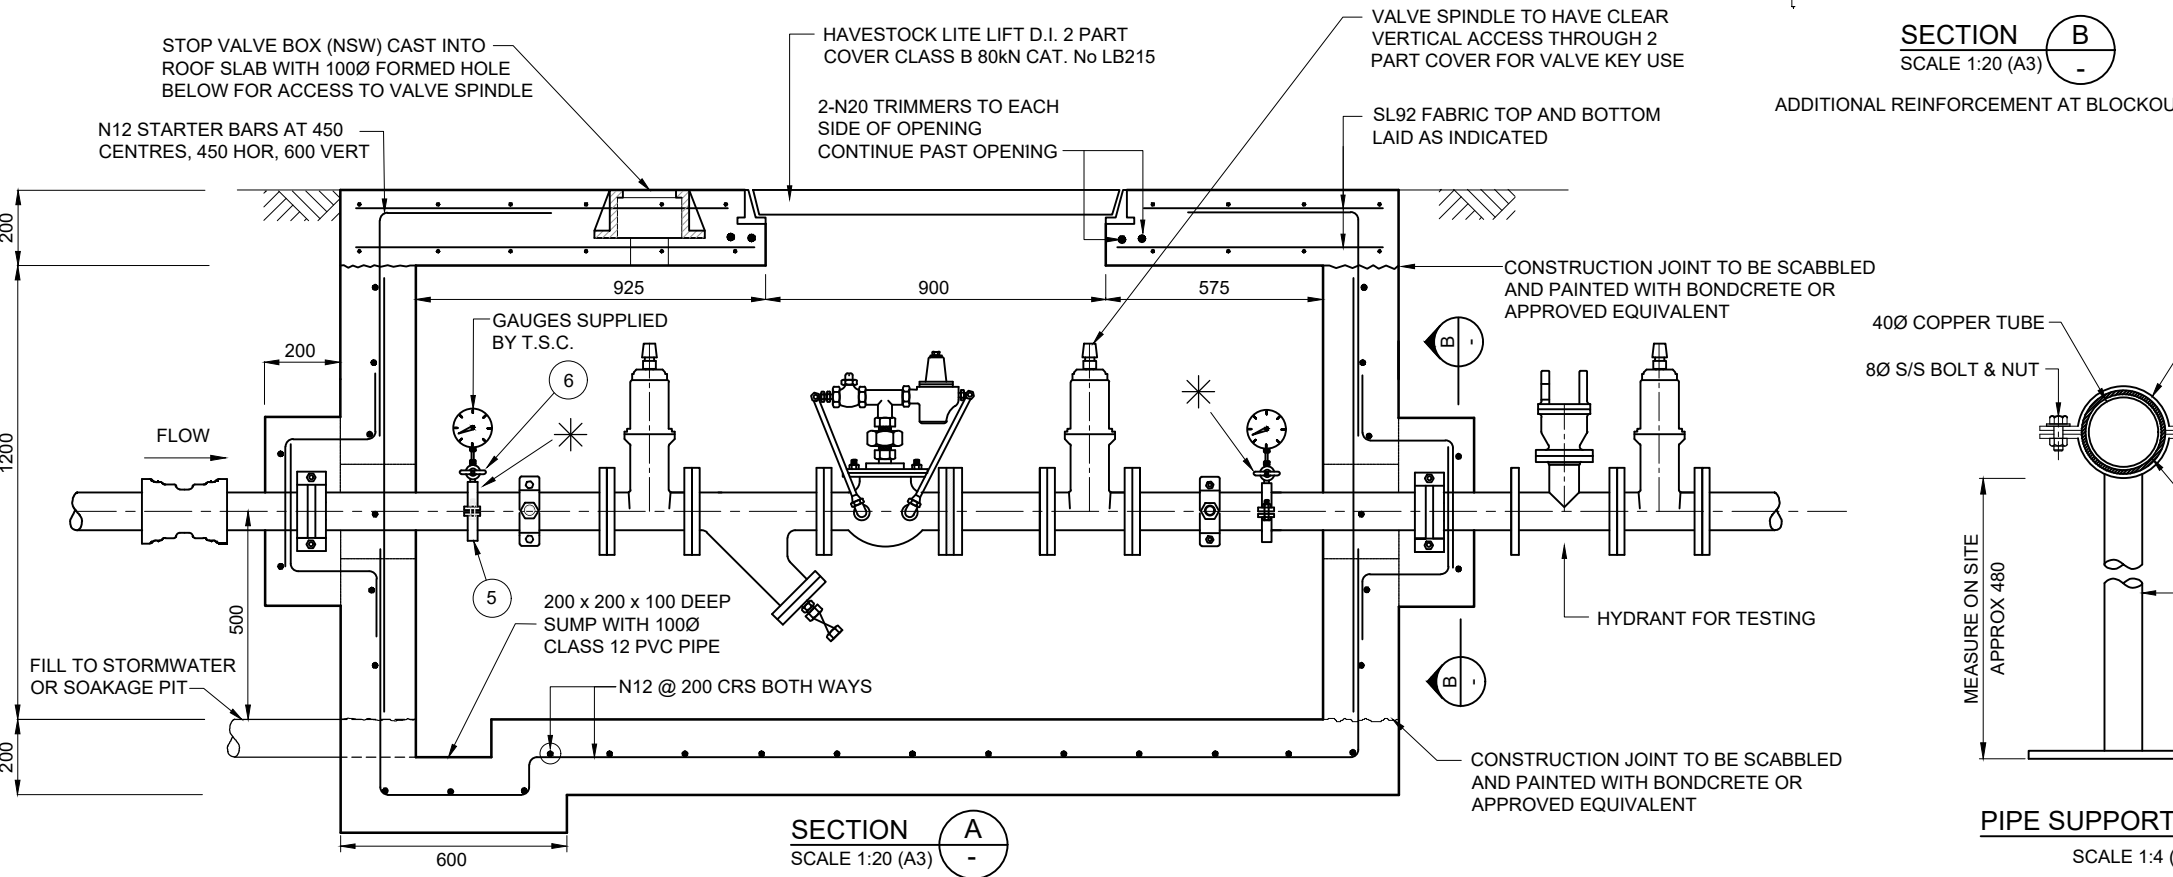 STOP VALVE BOX (NSW) CAST INTO
ROOF SLAB WITH 100Ø FORMED HOLE
BELOW FOR ACCESS TO VALVE SPINDLE
N12 STARTER BARS AT 450
CENTRES, 450 HOR, 600 VERT
HAVESTOCK LITE LIFT D.I. 2 PART
COVER CLASS B 80kN CAT. No LB215
2-N20 TRIMMERS TO EACH
SIDE OF OPENING
CONTINUE PAST OPENING
VALVE SPINDLE TO HAVE CLEAR
VERTICAL ACCESS THROUGH 2
PART COVER FOR VALVE KEY USE
SL92 FABRIC TOP AND BOTTOM
LAID AS INDICATED
SECTION B
SCALE 1:20 (A3) -
ADDITIONAL REINFORCEMENT AT BLOCKOU
200
1200
200
925
900
575
CONSTRUCTION JOINT TO BE SCABBLED
AND PAINTED WITH BONDCRETE OR
APPROVED EQUIVALENT
GAUGES SUPPLIED
BY T.S.C.
200
6
FLOW
B -
40Ø COPPER TUBE
8Ø S/S BOLT & NUT
5
500
200 x 200 x 100 DEEP
SUMP WITH 100Ø
CLASS 12 PVC PIPE
HYDRANT FOR TESTING
FILL TO STORMWATER
OR SOAKAGE PIT
N12 @ 200 CRS BOTH WAYS
B -
MEASURE ON SITE
APPROX 480
CONSTRUCTION JOINT TO BE SCABBLED
AND PAINTED WITH BONDCRETE OR
APPROVED EQUIVALENT
600
SECTION A
SCALE 1:20 (A3) -
PIPE SUPPORT
SCALE 1:4 (